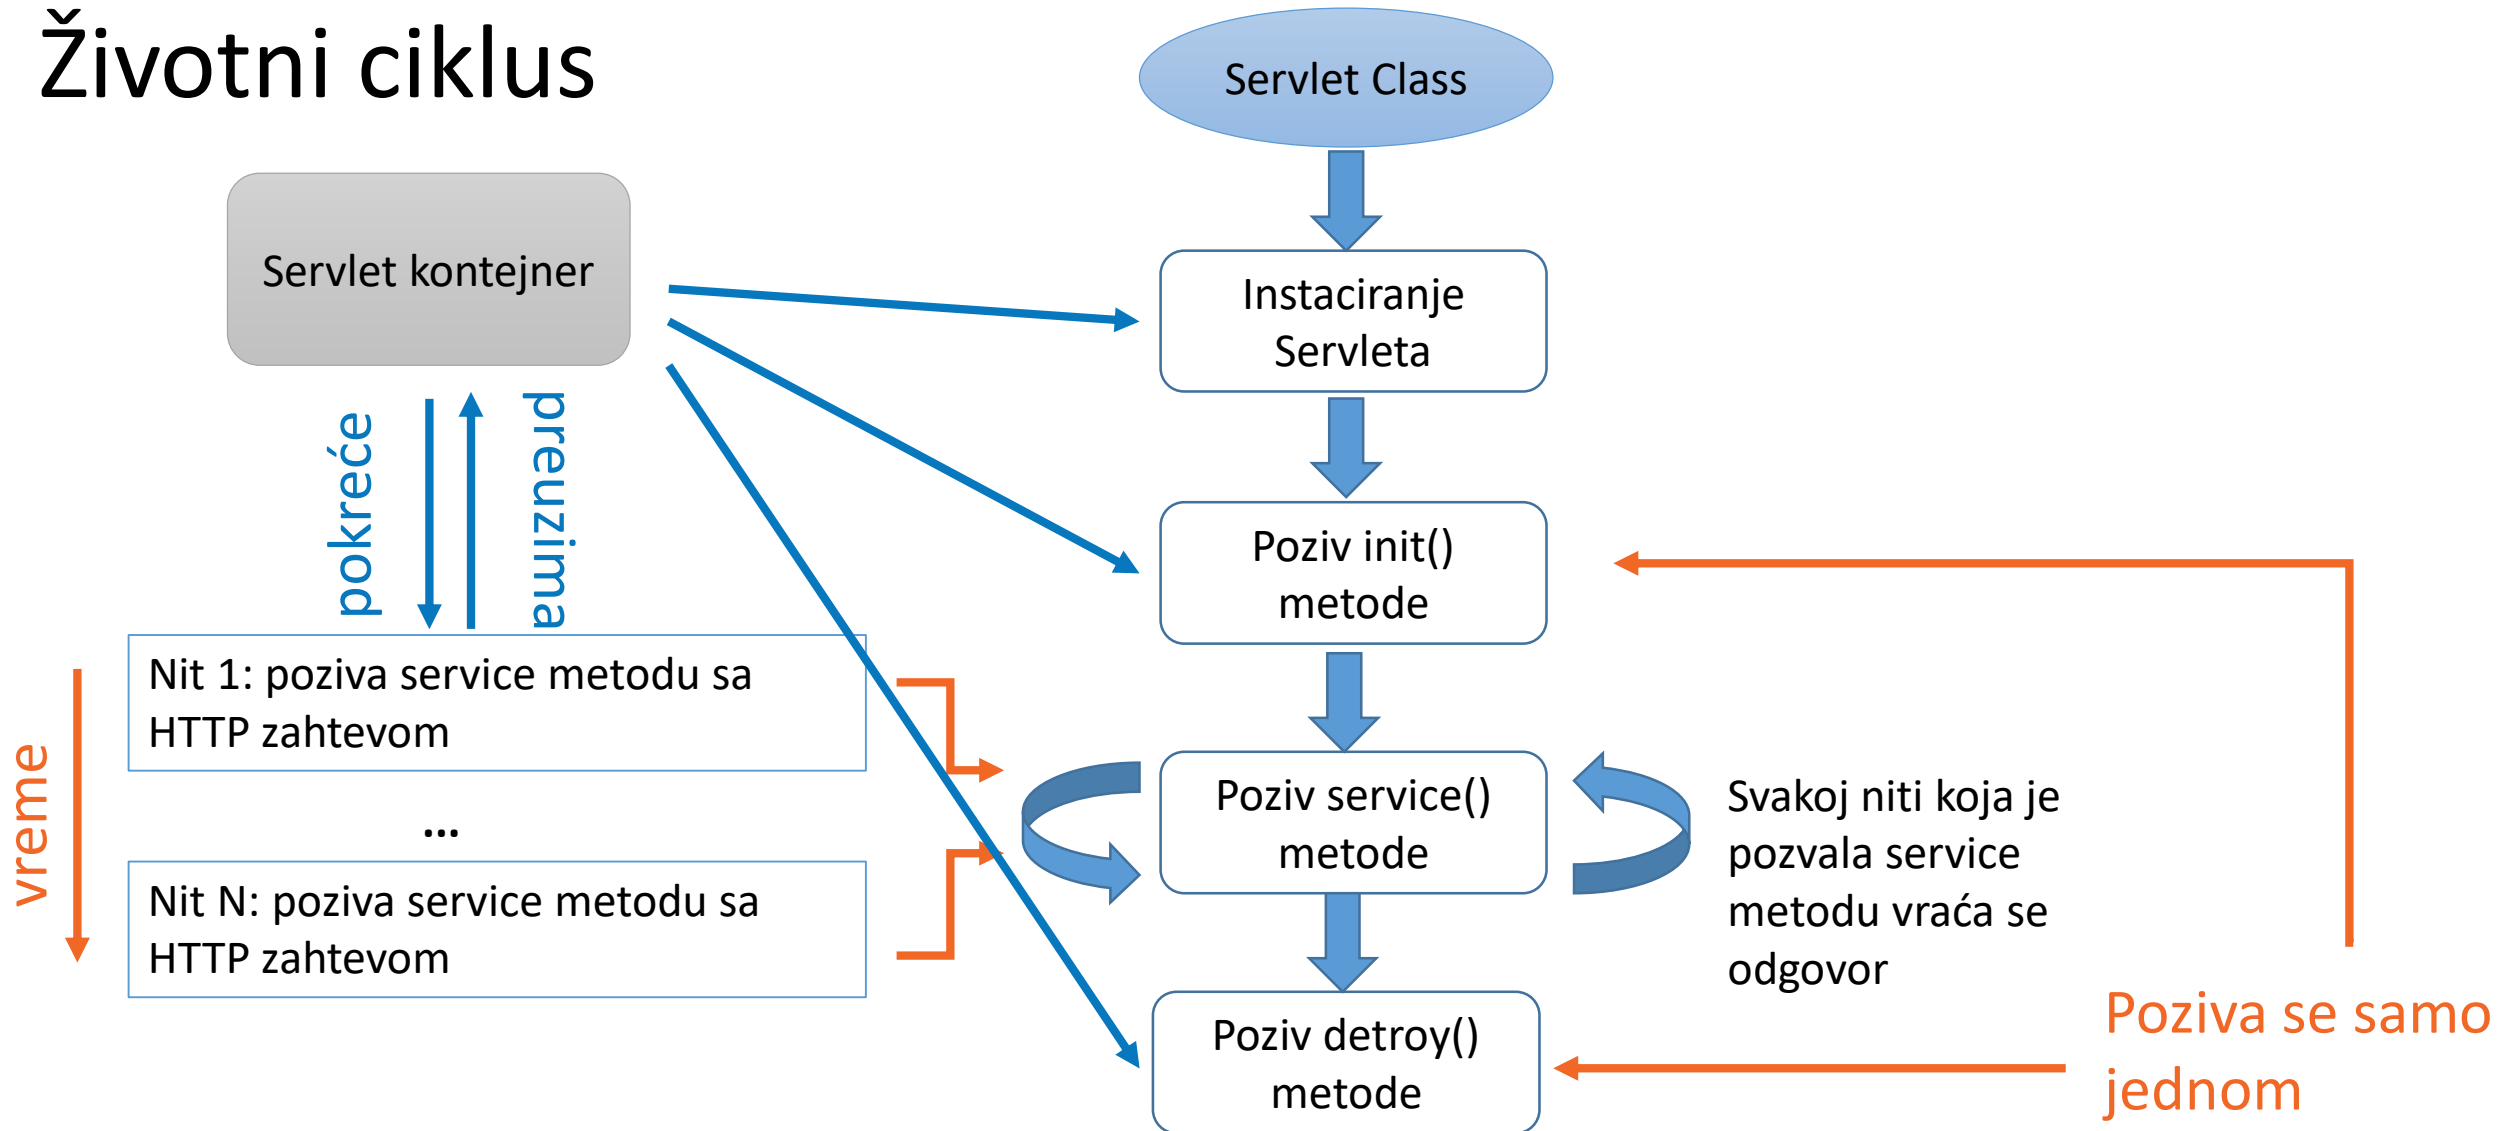 Životni ciklus
Servlet Class
Servlet kontejner
Instaciranje
Servleta
pokreće
preuzima
Poziv init()
metode
vreme
Nit 1: poziva service metodu sa
HTTP zahtevom
...
Nit N: poziva service metodu sa
HTTP zahtevom
Poziv service()
metode
Svakoj niti koja je
pozvala service
metodu vraća se
odgovor
Poziv detroy()
metode
Poziva se samo
jednom